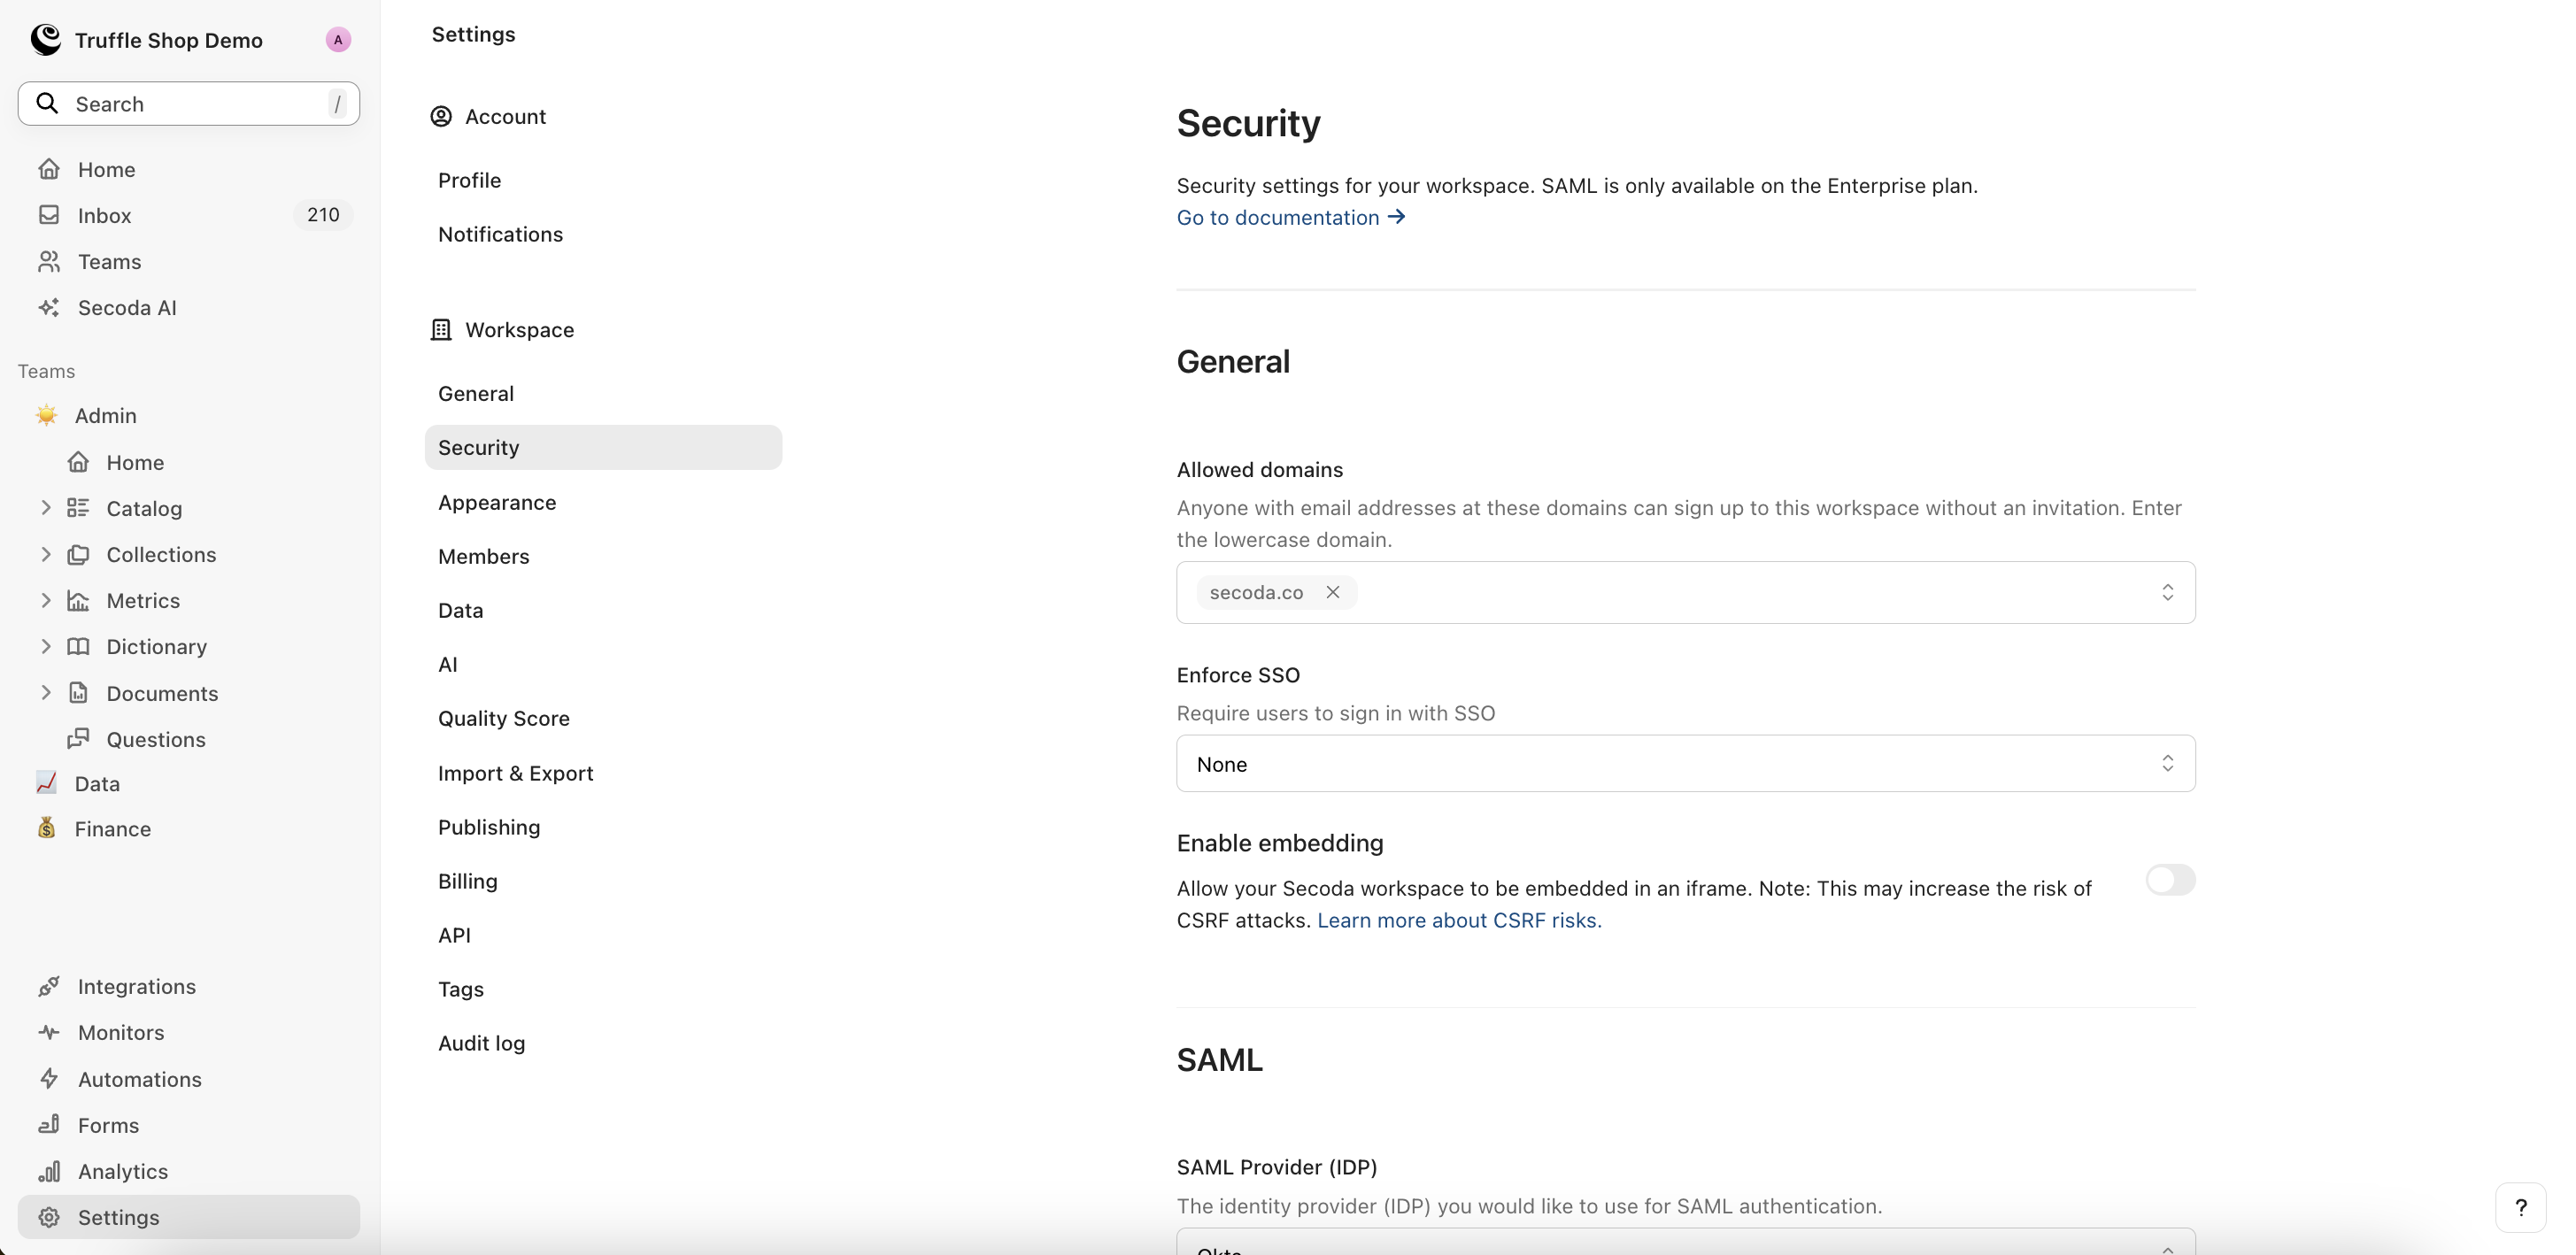 Truffle Shop Demo
A
Search
/
Home
Inbox
210
Teams
Secoda AI
Teams
Admin
Home
Catalog
Collections
Metrics
Dictionary
Documents
Questions
Data
Finance
Integrations
Monitors
Automations
Forms
Analytics
Settings
Settings
Account
Profile
Notifications
Workspace
General
Security
Appearance
Members
Data
AI
Quality Score
Import & Export
Publishing
Billing
API
Tags
Audit log
Security
Security settings for your workspace. SAML is only available on the Enterprise plan.
Go to documentation →
General
Allowed domains
Anyone with email addresses at these domains can sign up to this workspace without an invitation. Enter
the lowercase domain.
secoda.co
Enforce SSO
Require users to sign in with SSO
None
Enable embedding
Allow your Secoda workspace to be embedded in an iframe. Note: This may increase the risk of
CSRF attacks. Learn more about CSRF risks.
SAML
SAML Provider (IDP)
The identity provider (IDP) you would like to use for SAML authentication.
Okta
?